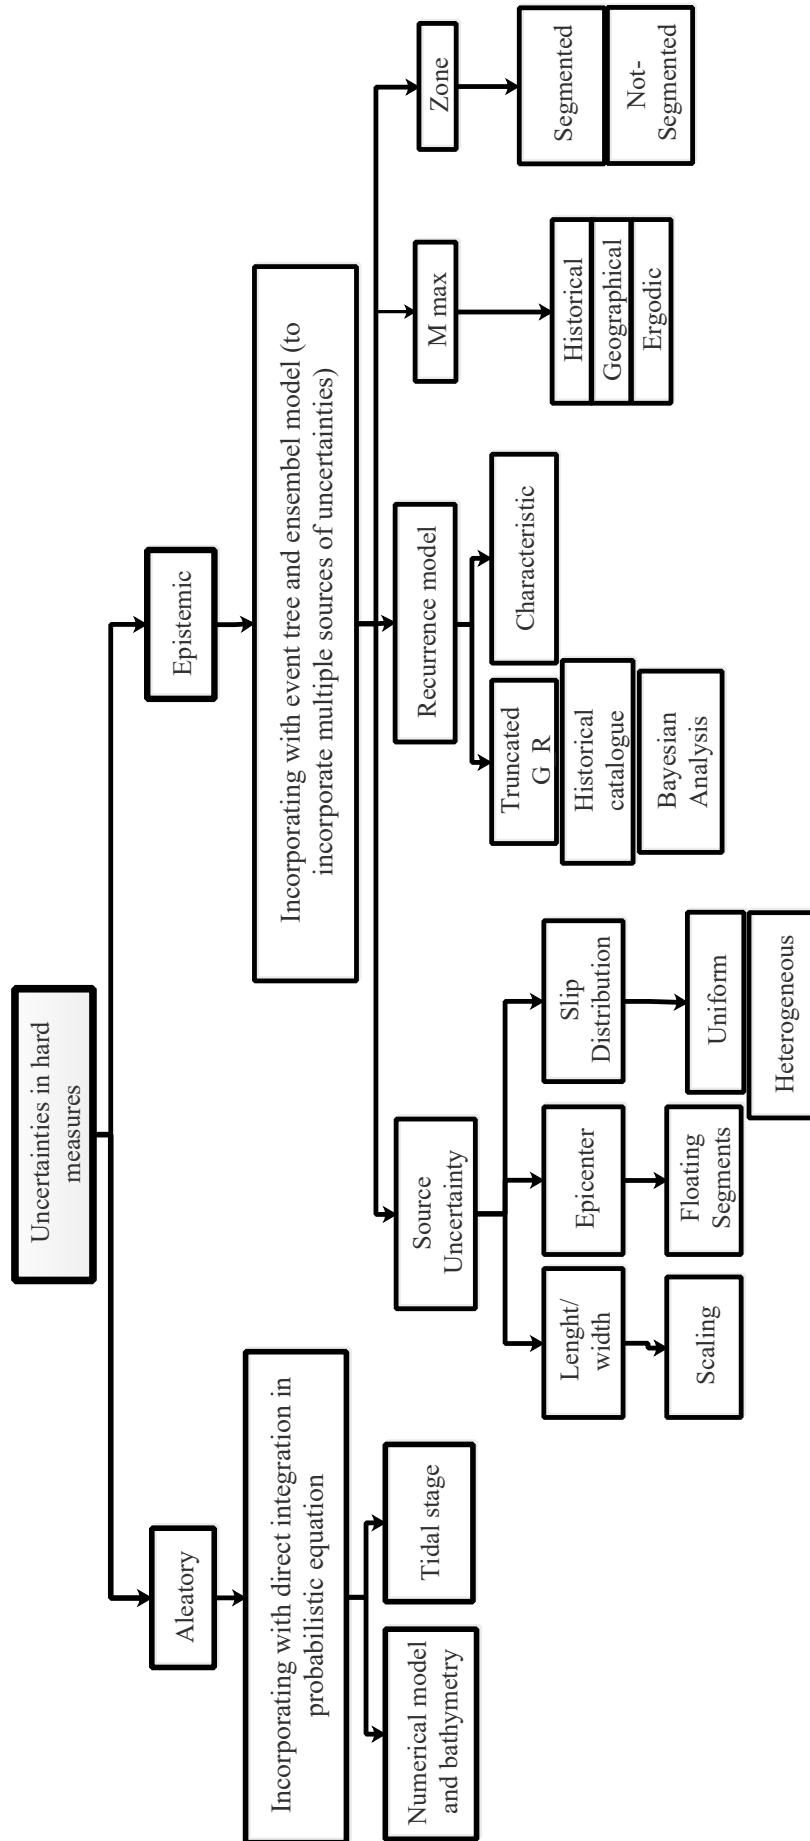 Uncertainties in hard
measures
Aleatory
Epistemic
Incorporating with direct integration in
probabilistic equation
Incorporating with event tree and ensembel model (to
incorporate multiple sources of uncertainties)
Numerical model
and bathymetry
Tidal stage
Source
Uncertainty
Recurrence model
M max
Zone
Lenght/
width
Epicenter
Slip
Distribution
Scaling
Floating
Segments
Uniform
Heterogeneous
Truncated
G R
Historical
catalogue
Bayesian
Analysis
Characteristic
Historical
Geographical
Ergodic
Segmented
Not-
Segmented